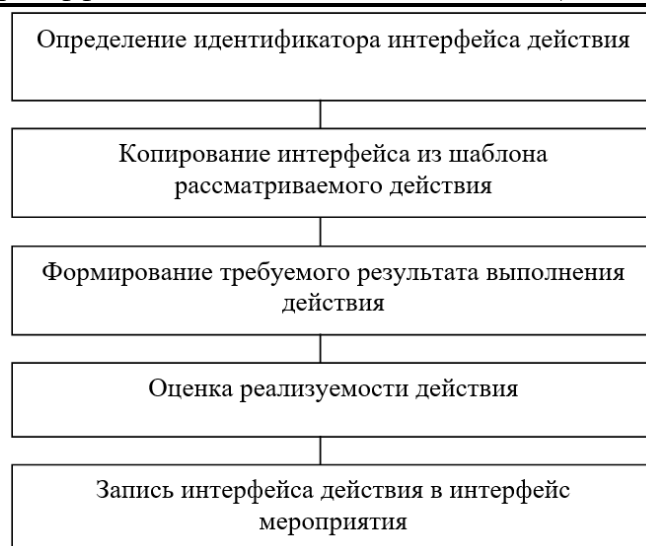 Определение идентификатора интерфейса действия
Копирование интерфейса из шаблона
рассматриваемого действия
Формирование требуемого результата выполнения
действия
Оценка реализуемости действия
Запись интерфейса действия в интерфейс
мероприятия